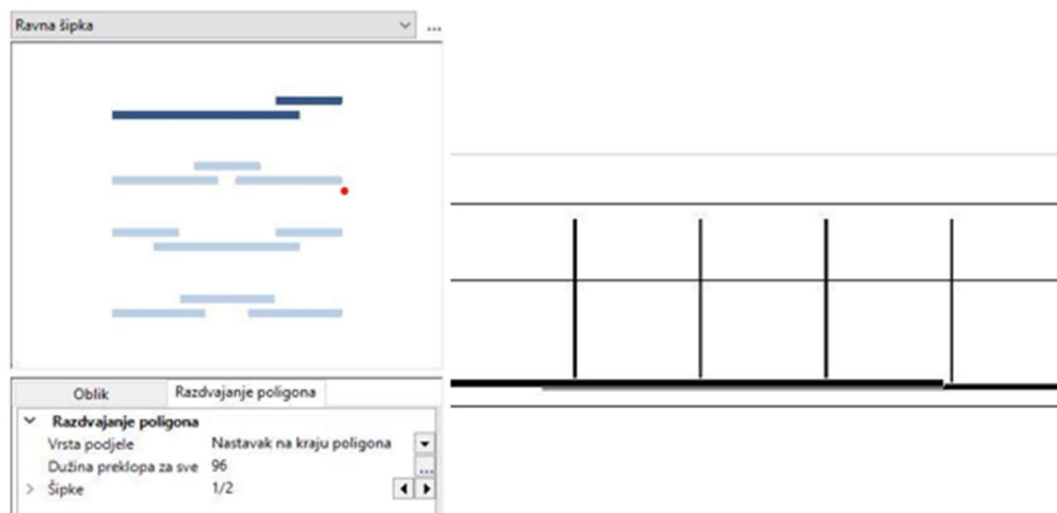 Ravna šipka
...
Oblik Razdvajanje poligona
Razdvajanje poligona
Vrsta podjele Nastavak na kraju poligona
Dužina preklopa za sve 96 ...
Šipke 1/2